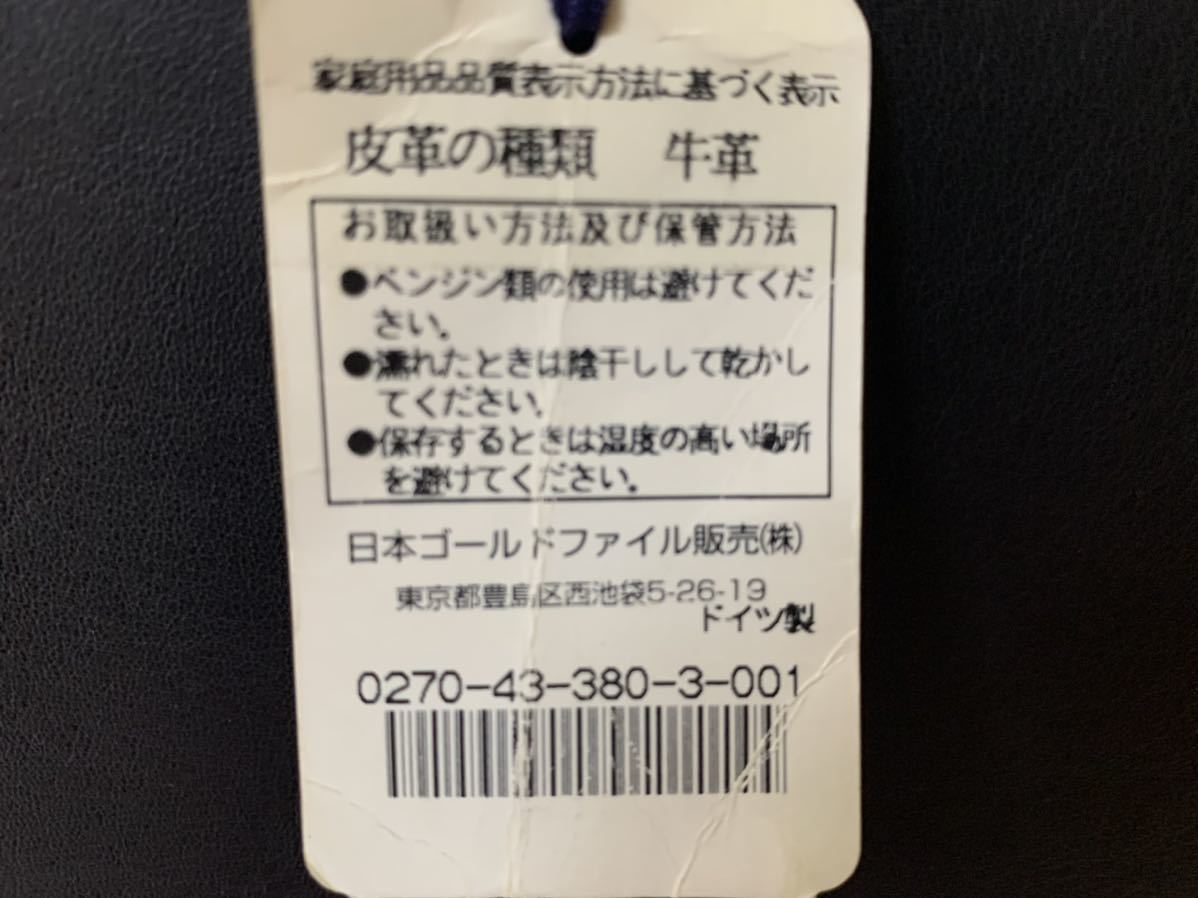 家庭用品品質表示方法に基づく表示
皮革の種類 牛革
お取扱い方法及び保管方法
●ベンジン類の使用は避けてくだ
さい。
●濡れたときは陰干しして乾かし
てください。
●保存するときは湿度の高い場所
を避けてください。
日本ゴールドファイル販売㈱
東京都豊島区西池袋5-26-19
ドイツ製
0270-43-380-3-001